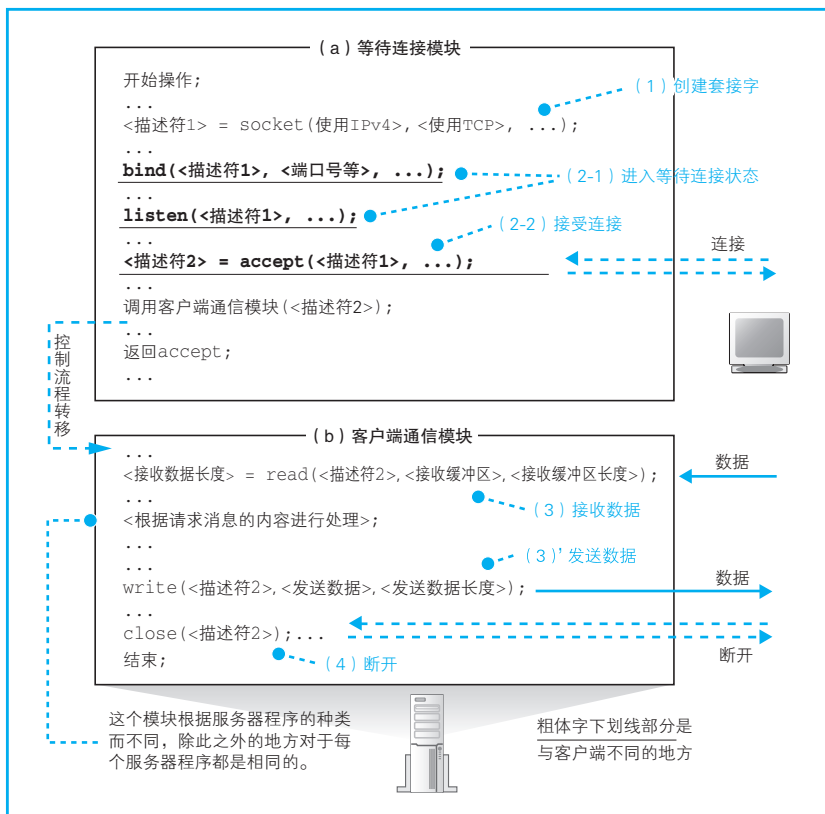 （a）等待连接模块
开始操作;
...
（1）创建套接字
<描述符1> = socket(使用IPv4>,<使用TCP>, ...);
...
bind(<描述符1>, <端口号等>, ...);
（2-1）进入等待连接状态
...
listen(<描述符1>, ...);
...
（2-2）接受连接
<描述符2> = accept(<描述符1>, ...);
连接
...
调用客户端通信模块(<描述符2>);
...
返回accept;
...
控制流程转移
（b）客户端通信模块
...
<接收数据长度> = read(<描述符2>,<接收缓冲区>,<接收缓冲区长度>);
数据
...
（3）接收数据
<根据请求消息的内容进行处理>;
...
...
（3）'发送数据
write(<描述符2>,<发送数据>,<发送数据长度>);
数据
...
close(<描述符2>);...
断开
结束;
（4）断开
这个模块根据服务器程序的种类
而不同，除此之外的地方对于每
个服务器程序都是相同的。
粗体字下划线部分是
与客户端不同的地方